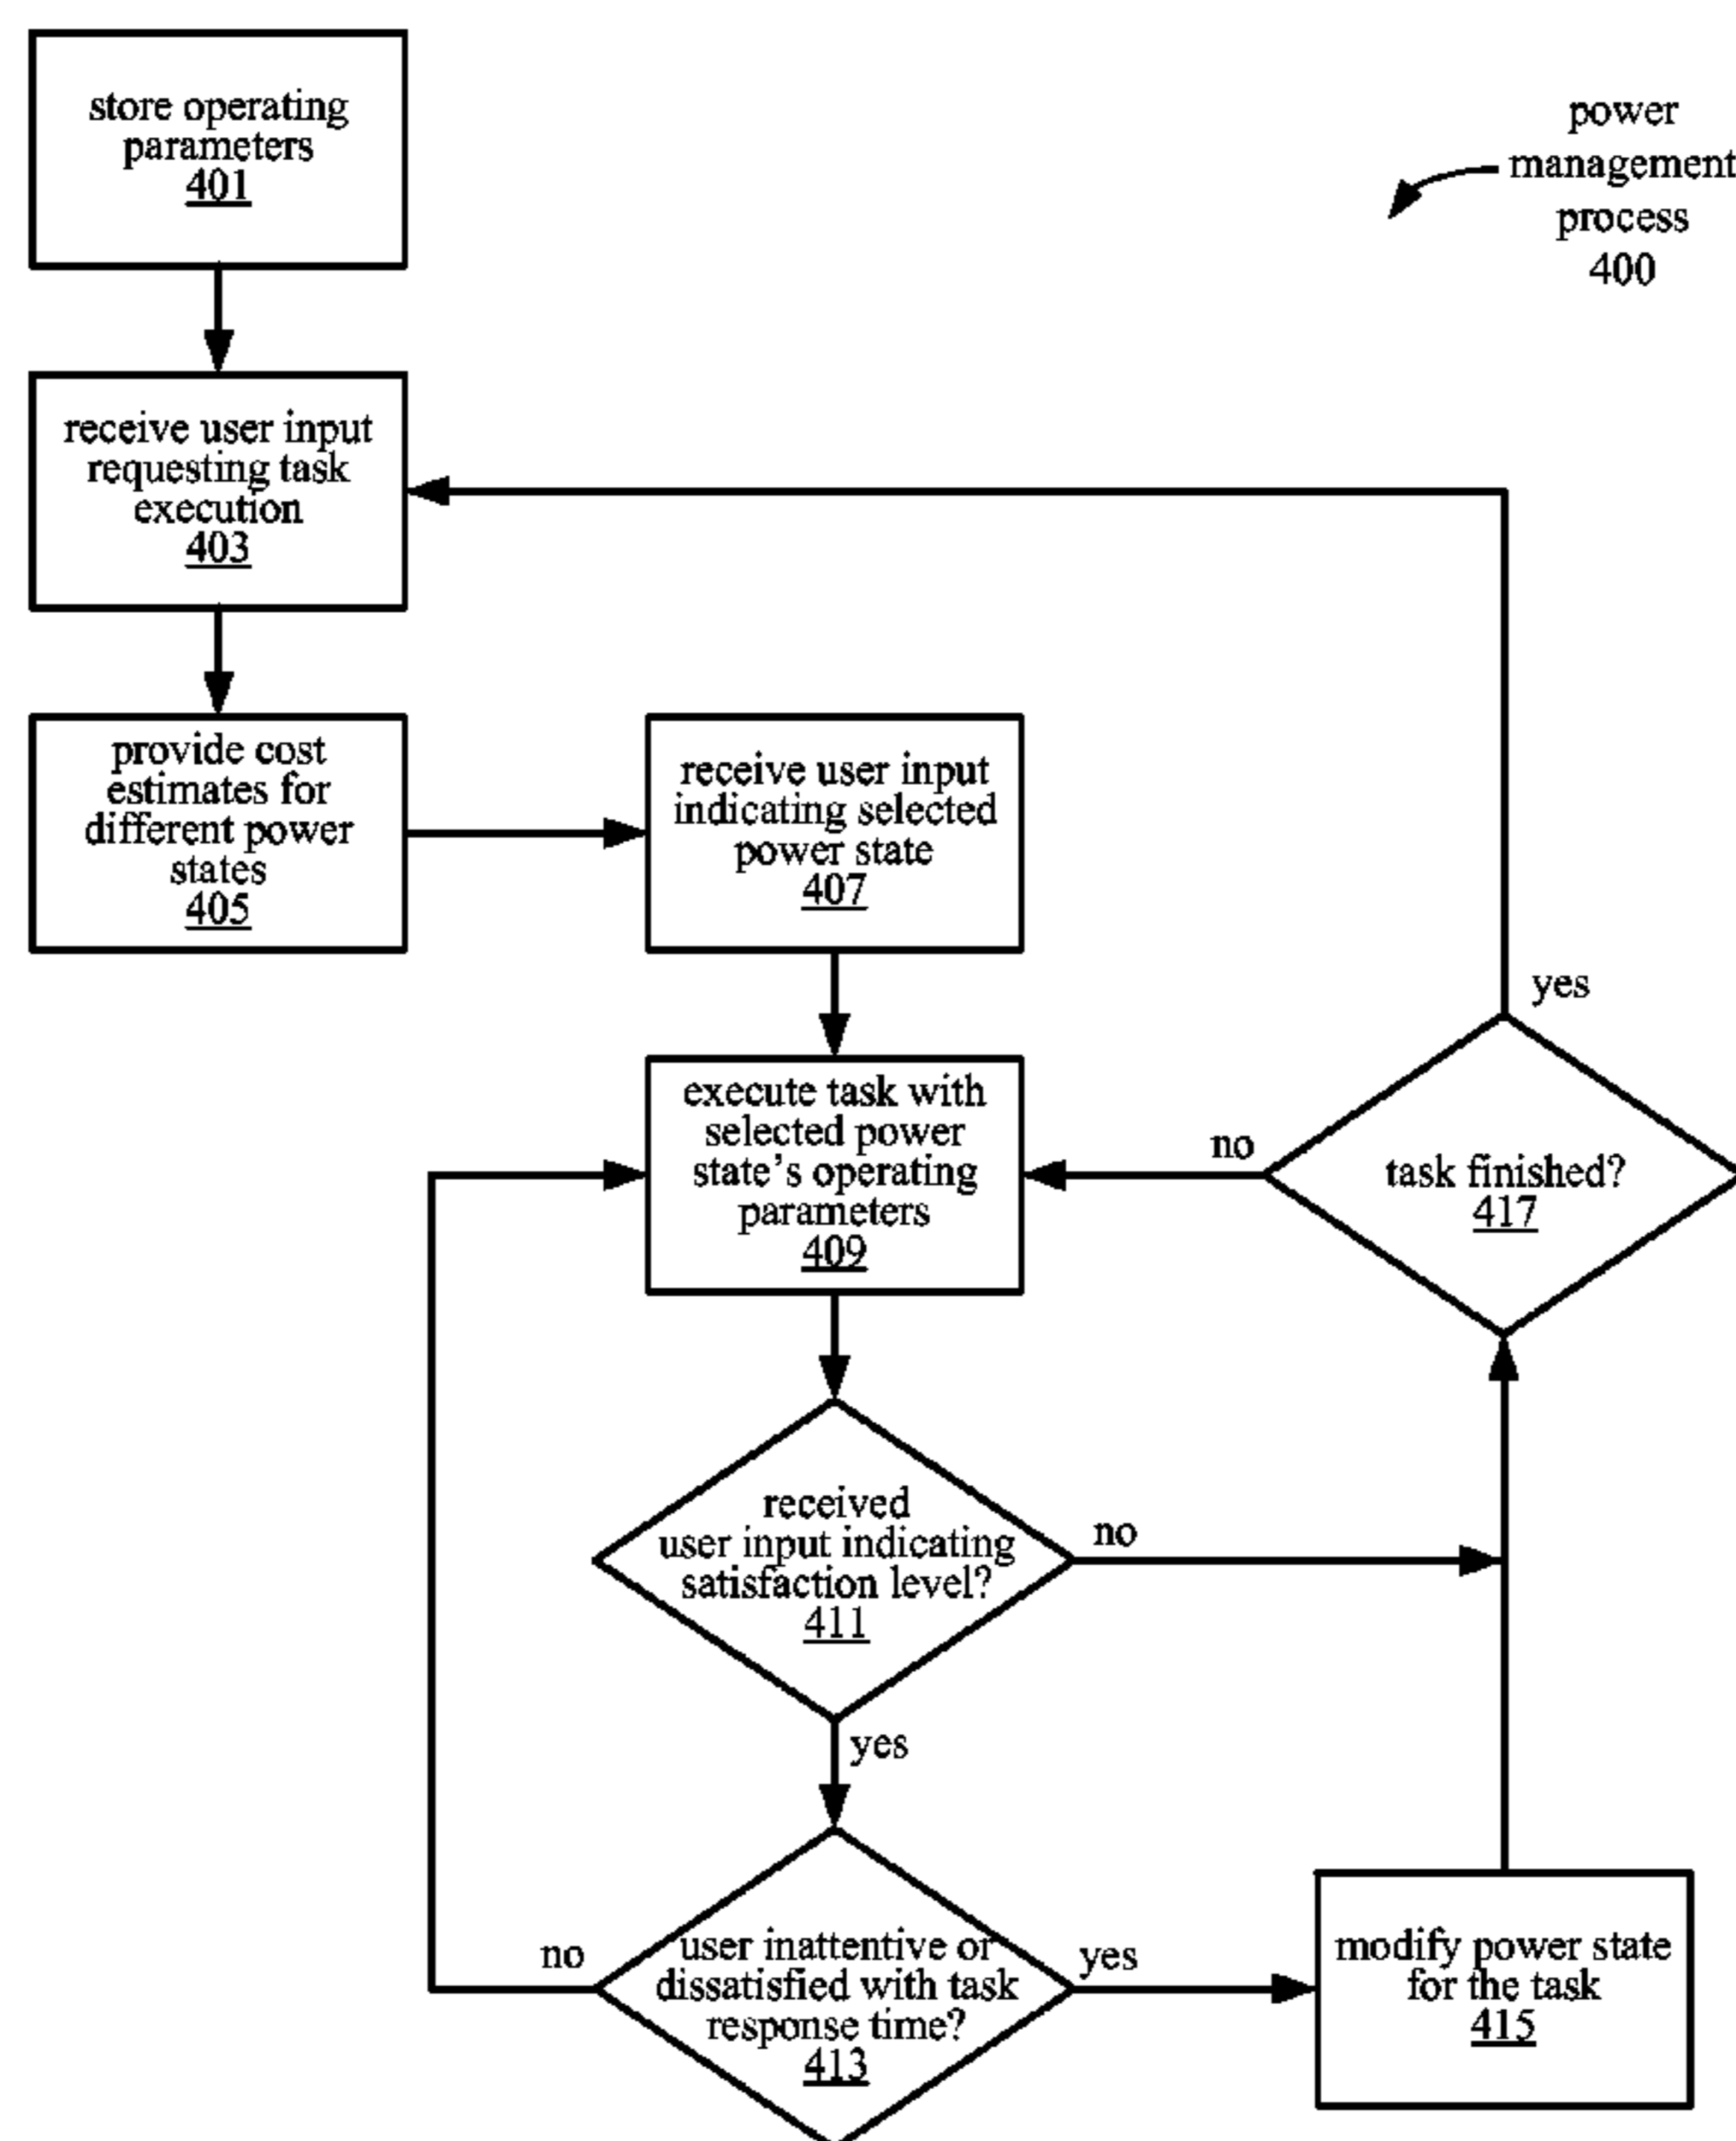 store operating
parameters
401
power
management
process
400
receive user input
requesting task
execution
403
provide cost
estimates for
different power
states
405
receive user input
indicating selected
power state
407
yes
execute task with
selected power
state's operating
parameters
409
no
task finished?
417
received
user input indicating
satisfaction level?
411
no
yes
no
user inattentive or
dissatisfied with task
response time?
413
yes
modify power state
for the task
415